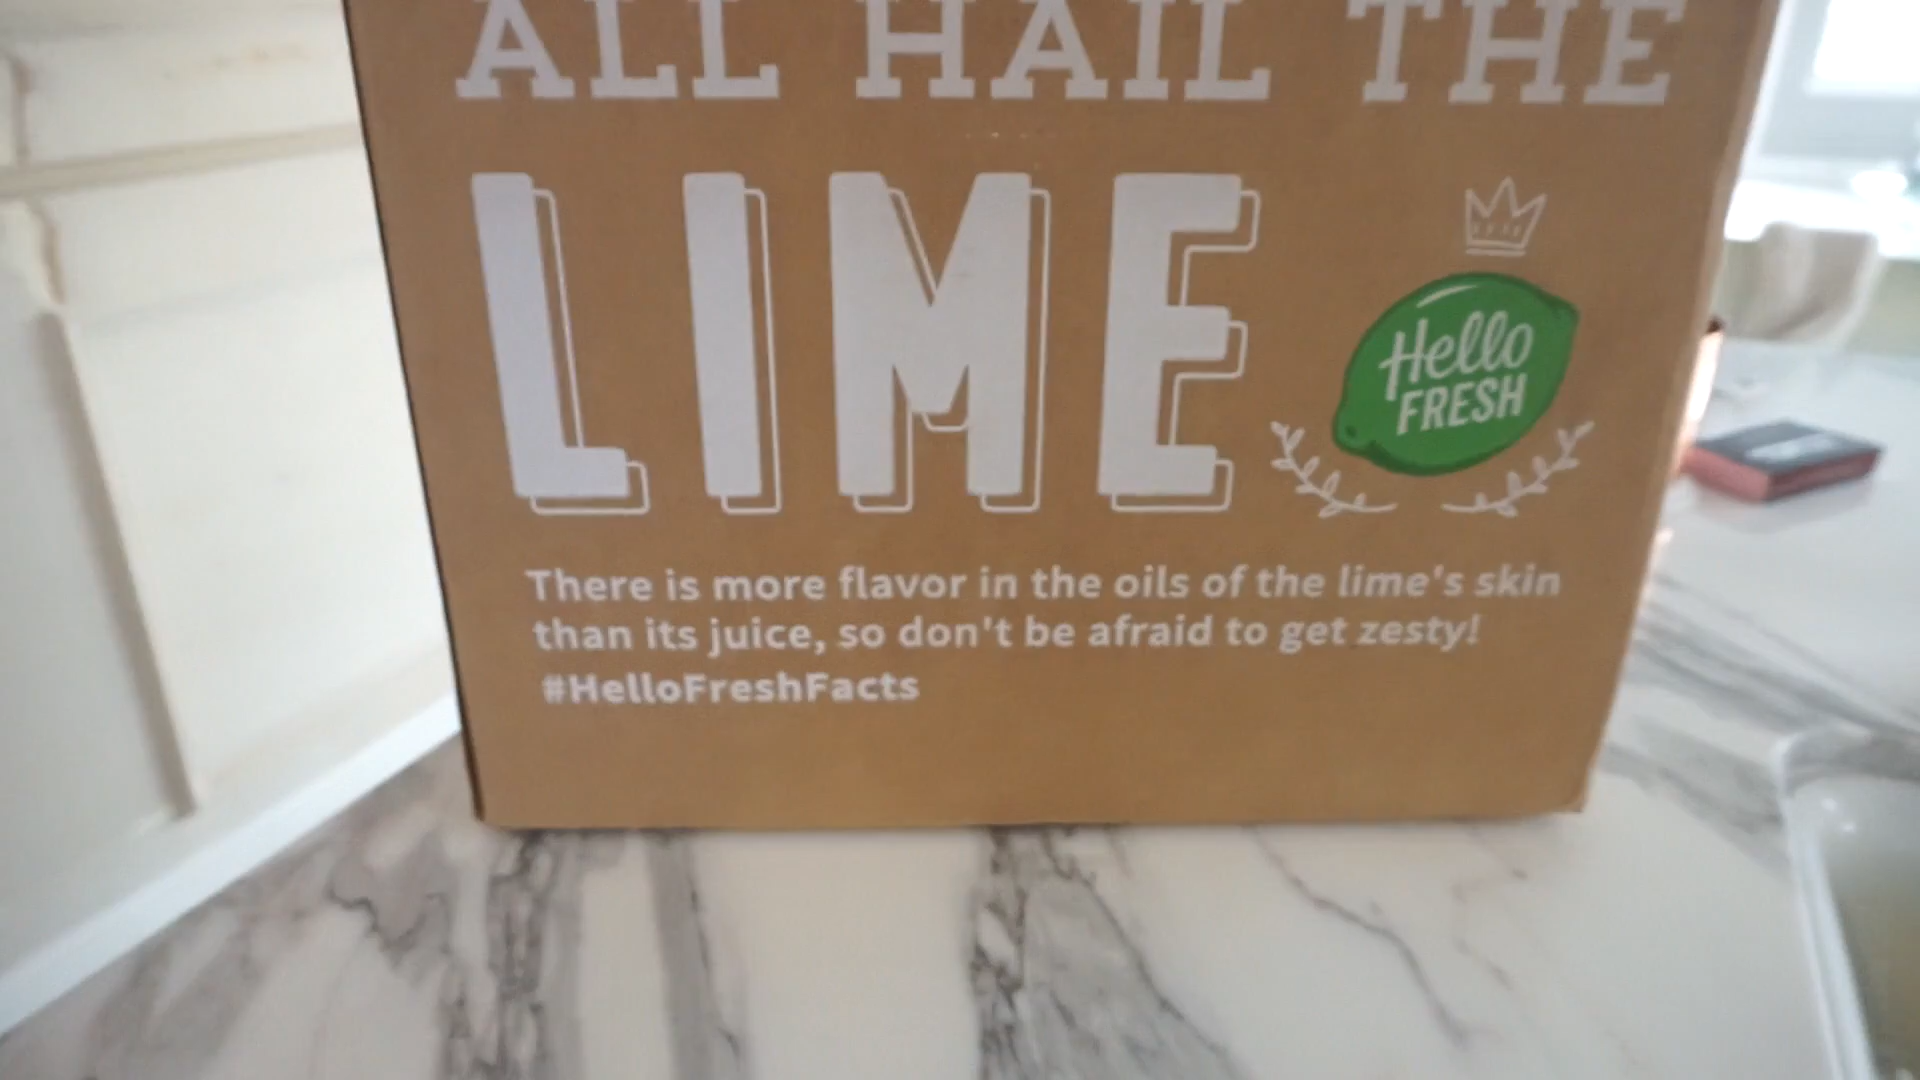 ALL HAIL THE
LIME
Hello
FRESH
There is more flavor in the oils of the lime's skin
than its juice, so don't be afraid to get zesty!
#HelloFreshFacts